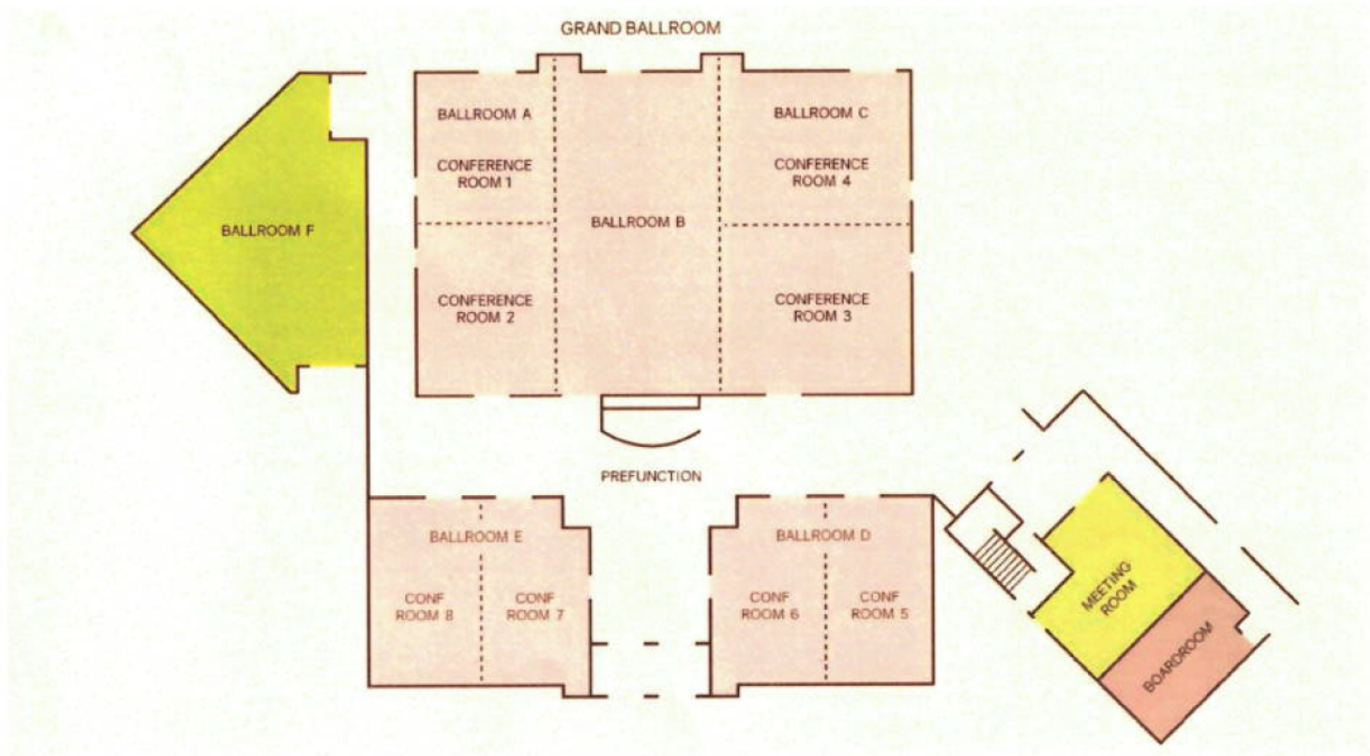 GRAND BALLROOM
BALLROOM A
BALLROOM C
CONFERENCE
ROOM 1
CONFERENCE
ROOM 4
BALLROOM F
BALLROOM B
CONFERENCE
ROOM 2
CONFERENCE
ROOM 3
PREFUNCTION
BALLROOM E
BALLROOM D
CONF
ROOM 8
CONF
ROOM 7
CONF
ROOM 6
CONF
ROOM 5
MEETING
ROOM
BOARDROOM